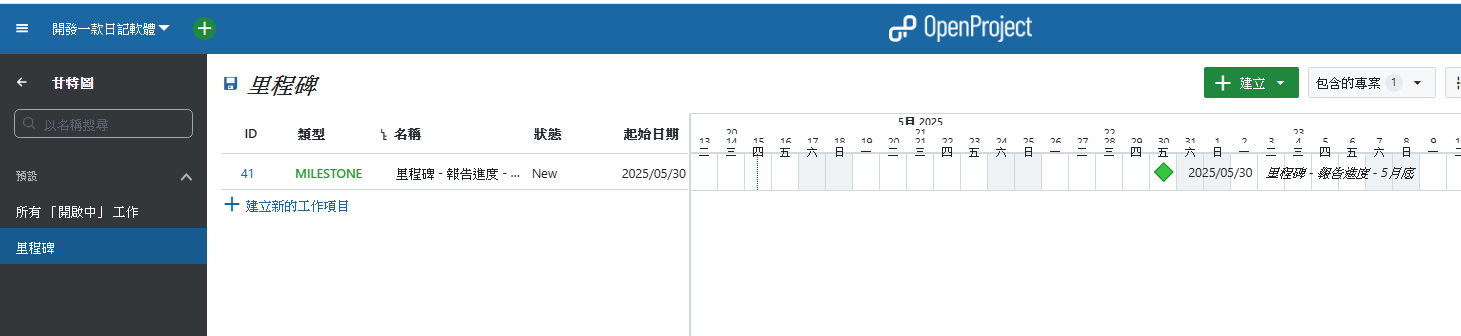 開發一款日記軟體
OpenProject
甘特圖
以名稱搜尋
預設
所有 「開啟中」 工作
里程碑
里程碑
建立
包含的專案 1
ID 類型 名稱 狀態 起始日期
41 MILESTONE 里程碑 - 報告進度 - ... New 2025/05/30
建立新的工作項目
5月 2025
20 21 22 23
13 14 15 16 17 18 19 20 21 22 23 24 25 26 27 28 29 30 31 1 2 3 4 5 6 7 8 9
二 三 四 五 六 日 一 二 三 四 五 六 日 一 二 三 四 五 六 日 一 二 三 四 五 六 日 一
2025/05/30 里程碑 - 報告進度 - 5月底